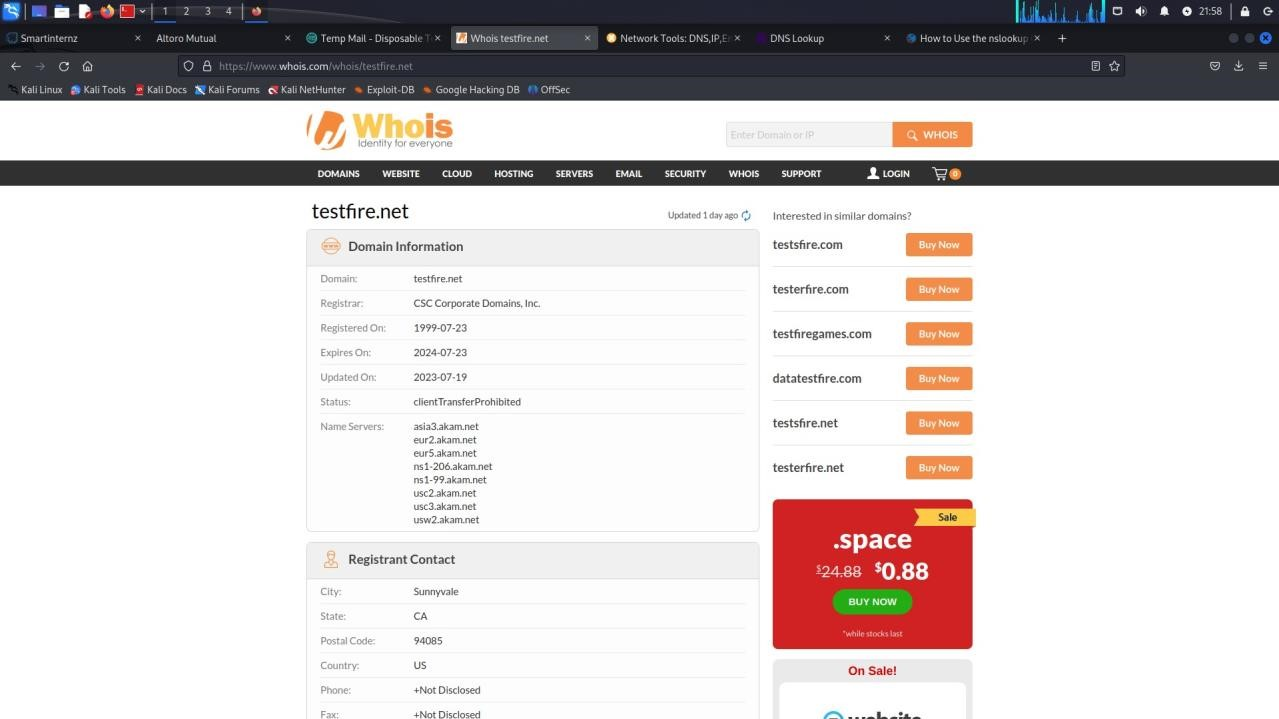 1 2 3 4 21:58
Smartinternz
Altoro Mutual
Temp Mail - Disposable T
Whois testfire.net
Network Tools: DNS,IP,E
DNS Lookup
How to Use the nslookup
https://www.whois.com/whois/testfire.net
Kali Linux Kali Tools Kali Docs Kali Forums Kali NetHunter Exploit-DB Google Hacking DB OffSec
Whois
Identity for everyone
Enter Domain or IP
WHOIS
DOMAINS WEBSITE CLOUD HOSTING SERVERS EMAIL SECURITY WHOIS SUPPORT LOGIN 0
testfire.net
Updated 1 day ago
Domain Information
Domain: testfire.net
Registrar: CSC Corporate Domains, Inc.
Registered On: 1999-07-23
Expires On: 2024-07-23
Updated On: 2023-07-19
Status: clientTransferProhibited
Name Servers: asia3.akam.net
eur2.akam.net
eur5.akam.net
ns1-206.akam.net
ns1-99.akam.net
usc2.akam.net
usc3.akam.net
usw2.akam.net
Registrant Contact
City: Sunnyvale
State: CA
Postal Code: 94085
Country: US
Phone: +Not Disclosed
Fax: +Not Disclosed
Interested in similar domains?
testsfire.com Buy Now
testerfire.com Buy Now
testfiregames.com Buy Now
datatestfire.com Buy Now
testsfire.net Buy Now
testerfire.net Buy Now
Sale
.space
$24.88 $0.88
BUY NOW
*while stocks last
On Sale!
website